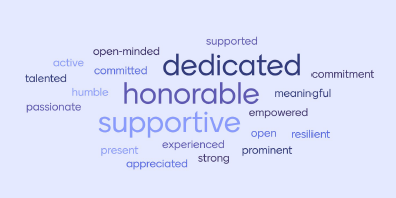 supported
open-minded
active
dedicated
committed
commitment
talented
humble
honorable
meaningful
passionate
empowered
supportive
open
resilient
experienced
present
prominent
strong
appreciated